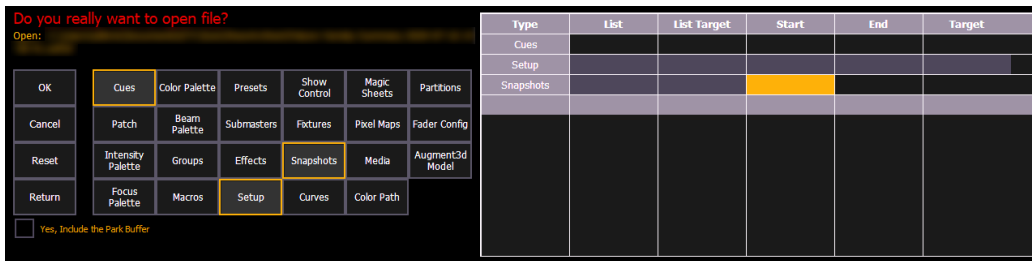 Do you really want to open file?
Open:
OK
Cues
Color Palette
Presets
Show
Control
Magic
Sheets
Partitions
Cancel
Patch
Beam
Palette
Submasters
Fixtures
Pixel Maps
Fader Config
Reset
Intensity
Palette
Groups
Effects
Snapshots
Media
Augment3d
Model
Return
Focus
Palette
Macros
Setup
Curves
Color Path
Yes, Include the Park Buffer
Type List List Target Start End Target
Cues
Setup
Snapshots